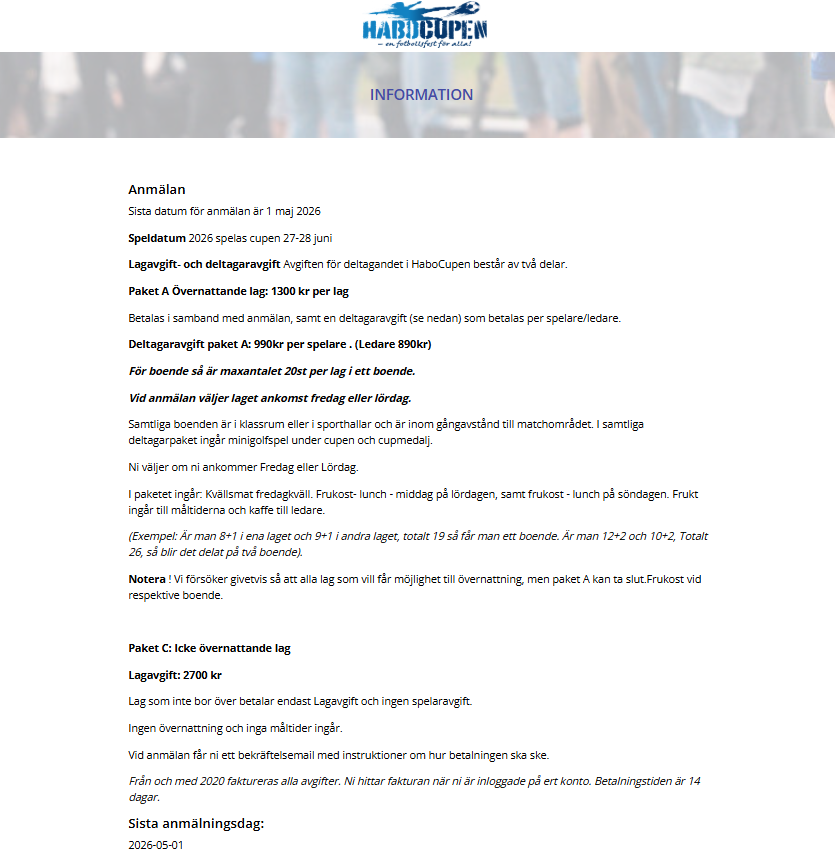 HABOCUPEN
– en fotbollsfest för alla!
INFORMATION
Anmälan
Sista datum för anmälan är 1 maj 2026
Speldatum 2026 spelas cupen 27-28 juni
Lagavgift- och deltagaravgift Avgiften för deltagandet i HaboCupen består av två delar.
Paket A Övernattande lag: 1300 kr per lag
Betalas i samband med anmälan, samt en deltagaravgift (se nedan) som betalas per spelare/ledare.
Deltagaravgift paket A: 990kr per spelare . (Ledare 890kr)
För boende så är maxantalet 20st per lag i ett boende.
Vid anmälan väljer laget ankomst fredag eller lördag.
Samtliga boenden är i klassrum eller i sporthallar och är inom gångavstånd till matchområdet. I samtliga
deltagarpaket ingår minigolfspel under cupen och cupmedalj.
Ni väljer om ni ankommer Fredag eller Lördag.
I paketet ingår: Kvällsmat fredagkväll. Frukost- lunch - middag på lördagen, samt frukost - lunch på söndagen. Frukt
ingår till måltiderna och kaffe till ledare.
(Exempel: Är man 8+1 i ena laget och 9+1 i andra laget, totalt 19 så får man ett boende. Är man 12+2 och 10+2, Totalt
26, så blir det delat på två boende).
Notera ! Vi försöker givetvis så att alla lag som vill får möjlighet till övernattning, men paket A kan ta slut.Frukost vid
respektive boende.
Paket C: Icke övernattande lag
Lagavgift: 2700 kr
Lag som inte bor över betalar endast Lagavgift och ingen spelaravgift.
Ingen övernattning och inga måltider ingår.
Vid anmälan får ni ett bekräftelsemail med instruktioner om hur betalningen ska ske.
Från och med 2020 faktureras alla avgifter. Ni hittar fakturan när ni är inloggade på ert konto. Betalningstiden är 14
dagar.
Sista anmälningsdag:
2026-05-01